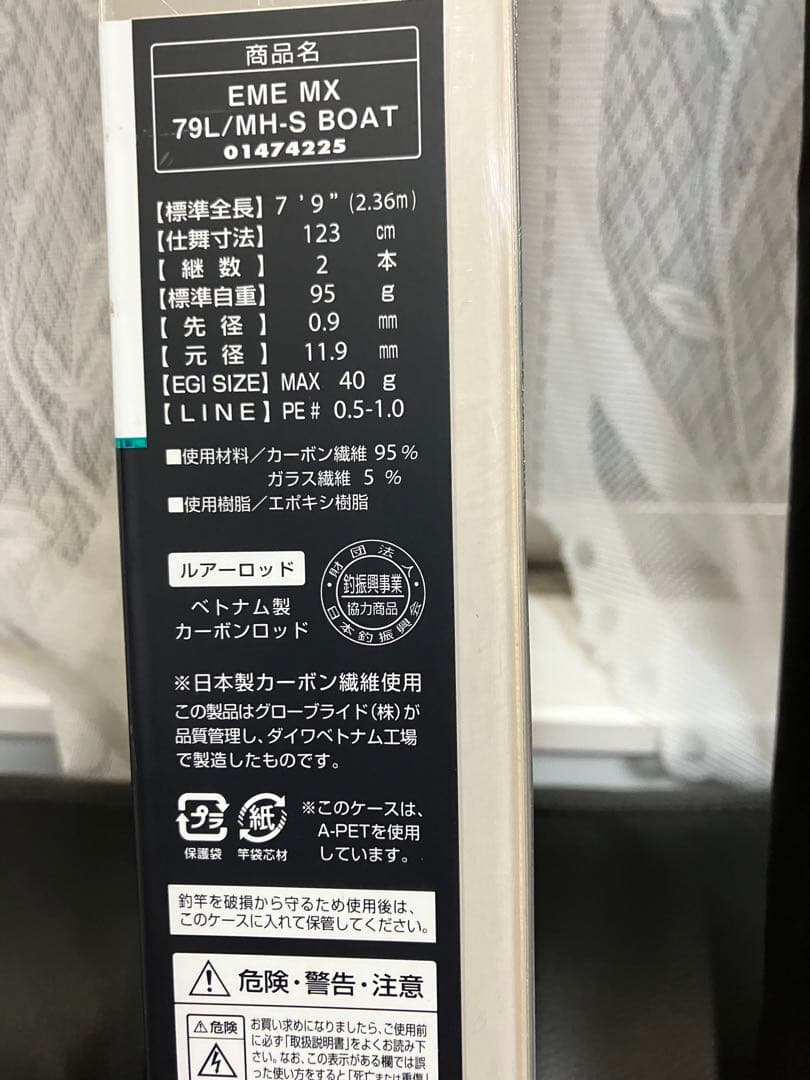 商品名
EME MX
79L/MH-S BOAT
01474225
【標準全長】7'9" (2.36m)
【仕舞寸法】 123 cm
【 継 数 】 2 本
【標準自重】 95 g
【 先 径 】 0.9 mm
【 元 径 】 11.9 mm
【EGI SIZE】 MAX 40 g
【 LINE 】 PE# 0.5-1.0
■使用材料／カーボン繊維 95%
ガラス繊維 5 %
■使用樹脂／エポキシ樹脂
ルアーロッド
ベトナム製
カーボンロッド
財団法人
釣振興事業
協力商品
日本釣振興会
※日本製カーボン繊維使用
この製品はグローブライド(株)が
品質管理し、ダイワベトナム工場
で製造したものです。
プラ
保護袋
紙
竿袋芯材
※このケースは、
A-PETを使用
しています。
釣竿を破損から守るため使用後は、
このケースに入れて保管してください。
危険・警告・注意
危険
お買い求めになりましたら、ご使用前
に必ず「取扱説明書」をよくお読み下
さい。なお、この表示がある欄では誤
った使い方をすると「死亡または重傷」